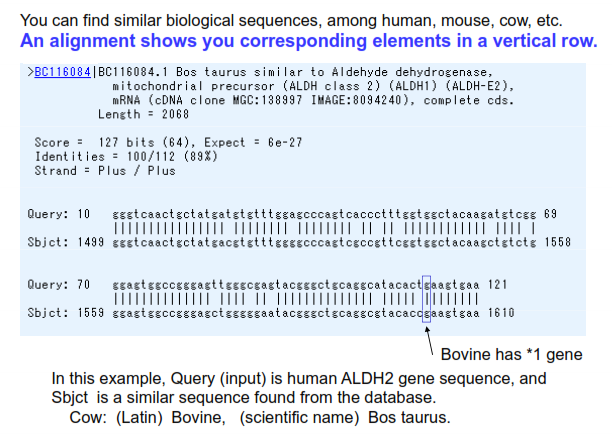 You can find similar biological sequences, among human, mouse, cow, etc.
An alignment shows you corresponding elements in a vertical row.
>BC116084|BC116084.1 Bos taurus similar to Aldehyde dehydrogenase,
mitochondrial precursor (ALDH class 2) (ALDH1) (ALDH-E2),
mRNA (cDNA clone MGC:138997 IMAGE:8094240), complete cds.
Length = 2068
Score = 127 bits (64), Expect = 6e-27
Identities = 100/112 (89%)
Strand = Plus / Plus
Query: 10 gggtcaactgctatgatgtgtttggagcccagtcaccctttggtggctacaagatgtcgg 69
||||||||||||||| |||||||| |||||||| || || ||||||||||| |||| |
Sbjct: 1499 gggtcaactgctatgacgtgtttggggcccagtcgccgttcggtggctacaagctgtctg 1558
Query: 70 ggagtggccgggagttgggcgagtacgggctgcaggcatacactgaagtgaa 121
||||||||||||| |||| || ||||||||||||| ||||| ||||||||
Sbjct: 1559 ggagtggccgggagctgggggaatacgggctgcaggcgtacaccgaagtgaa 1610
Bovine has *1 gene
In this example, Query (input) is human ALDH2 gene sequence, and
Sbjct is a similar sequence found from the database.
Cow: (Latin) Bovine, (scientific name) Bos taurus.